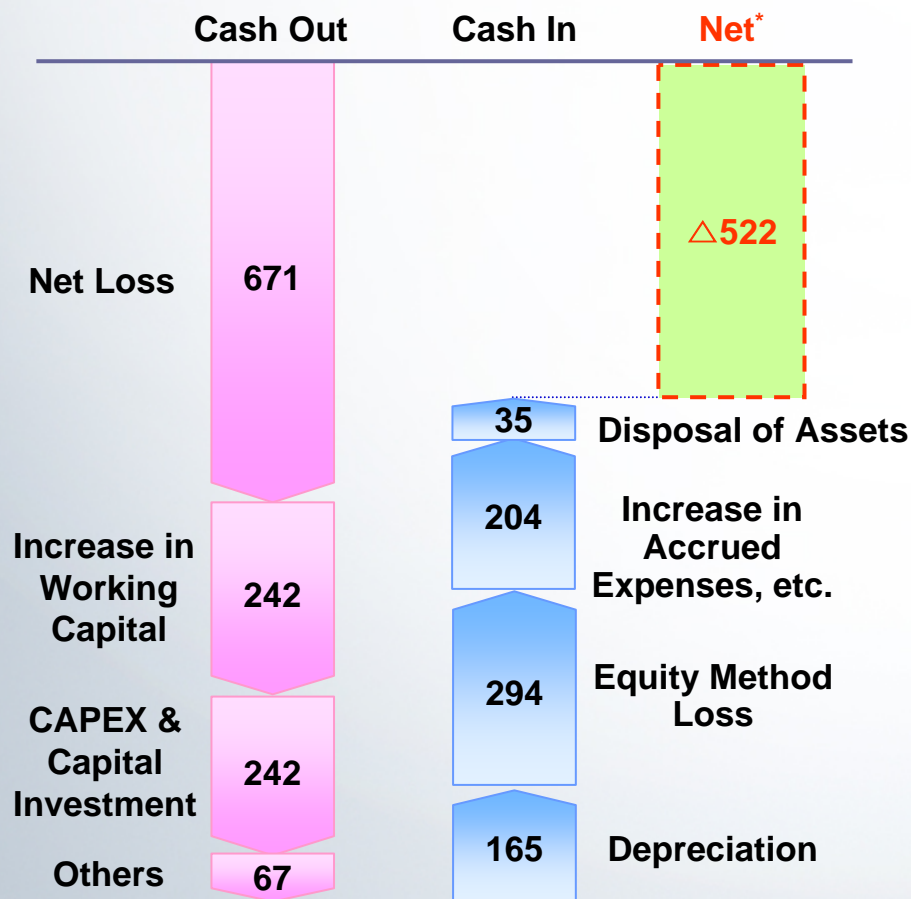 Cash Out
Cash In
Net*
Net Loss
671
△522
35
Disposal of Assets
204
Increase in
Accrued
Expenses, etc.
Increase in
Working
Capital
242
294
Equity Method
Loss
CAPEX &
Capital
Investment
242
165
Depreciation
Others
67